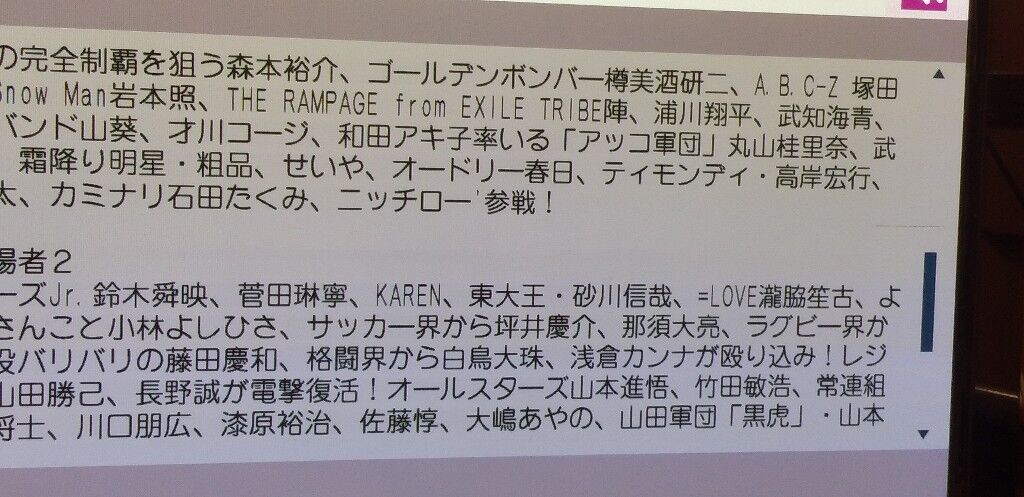 の完全制覇を狙う森本裕介、ゴールデンボンバー樽美酒研二、A.B.C-Z 塚田
Snow Man岩本照、THE RAMPAGE from EXILE TRIBE陣、浦川翔平、武知海青、
バンド山葵、才川コージ、和田アキ子率いる「アッコ軍団」丸山桂里奈、武
、霜降り明星・粗品、せいや、オードリー春日、ティモンディ・高岸宏行、
太、カミナリ石田たくみ、ニッチロー'参戦！
場者２
ーズJr.鈴木舜映、菅田琳寧、KAREN、東大王・砂川信哉、=LOVE瀧脇笙古、よ
さんこと小林よしひさ、サッカー界から坪井慶介、那須大亮、ラグビー界か
役バリバリの藤田慶和、格闘界から白鳥大珠、浅倉カンナが殴り込み！レジ
山田勝己、長野誠が電撃復活！オールスターズ山本進悟、竹田敏浩、常連組
将士、川口朋広、漆原裕治、佐藤惇、大嶋あやの、山田軍団「黒虎」・山本